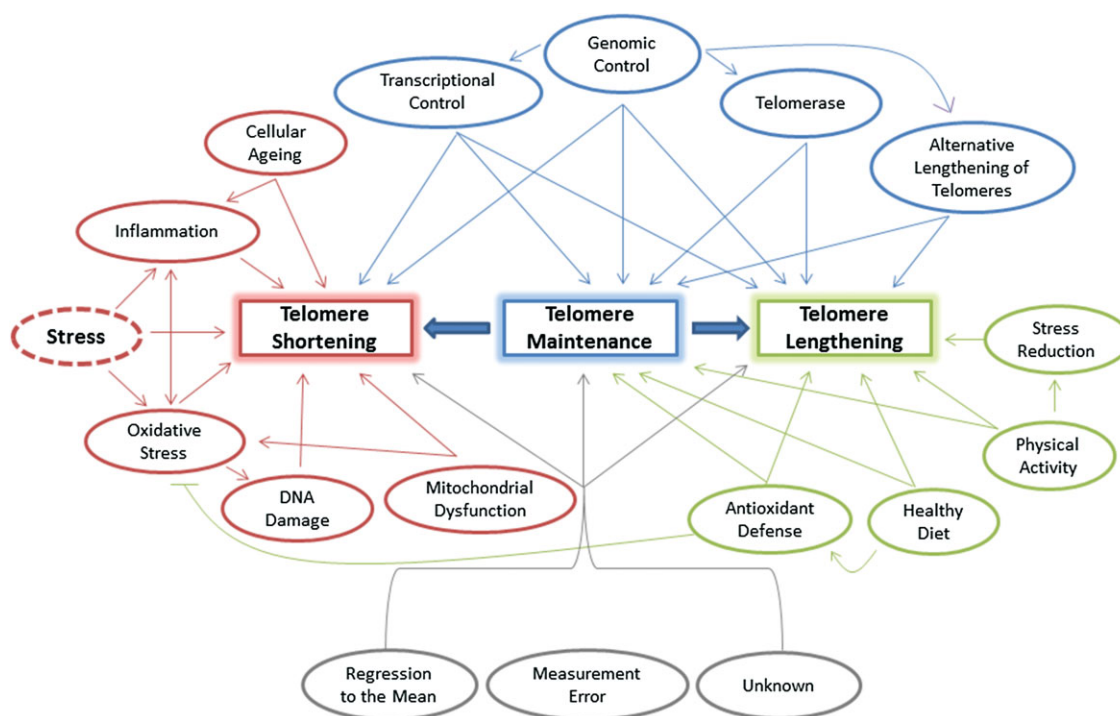 Genomic
Control
Transcriptional
Control
Telomerase
Cellular
Ageing
Alternative
Lengthening of
Telomeres
Inflammation
Stress
Telomere
Shortening
Telomere
Maintenance
Telomere
Lengthening
Stress
Reduction
Oxidative
Stress
Physical
Activity
DNA
Damage
Mitochondrial
Dysfunction
Antioxidant
Defense
Healthy
Diet
Regression
to the Mean
Measurement
Error
Unknown